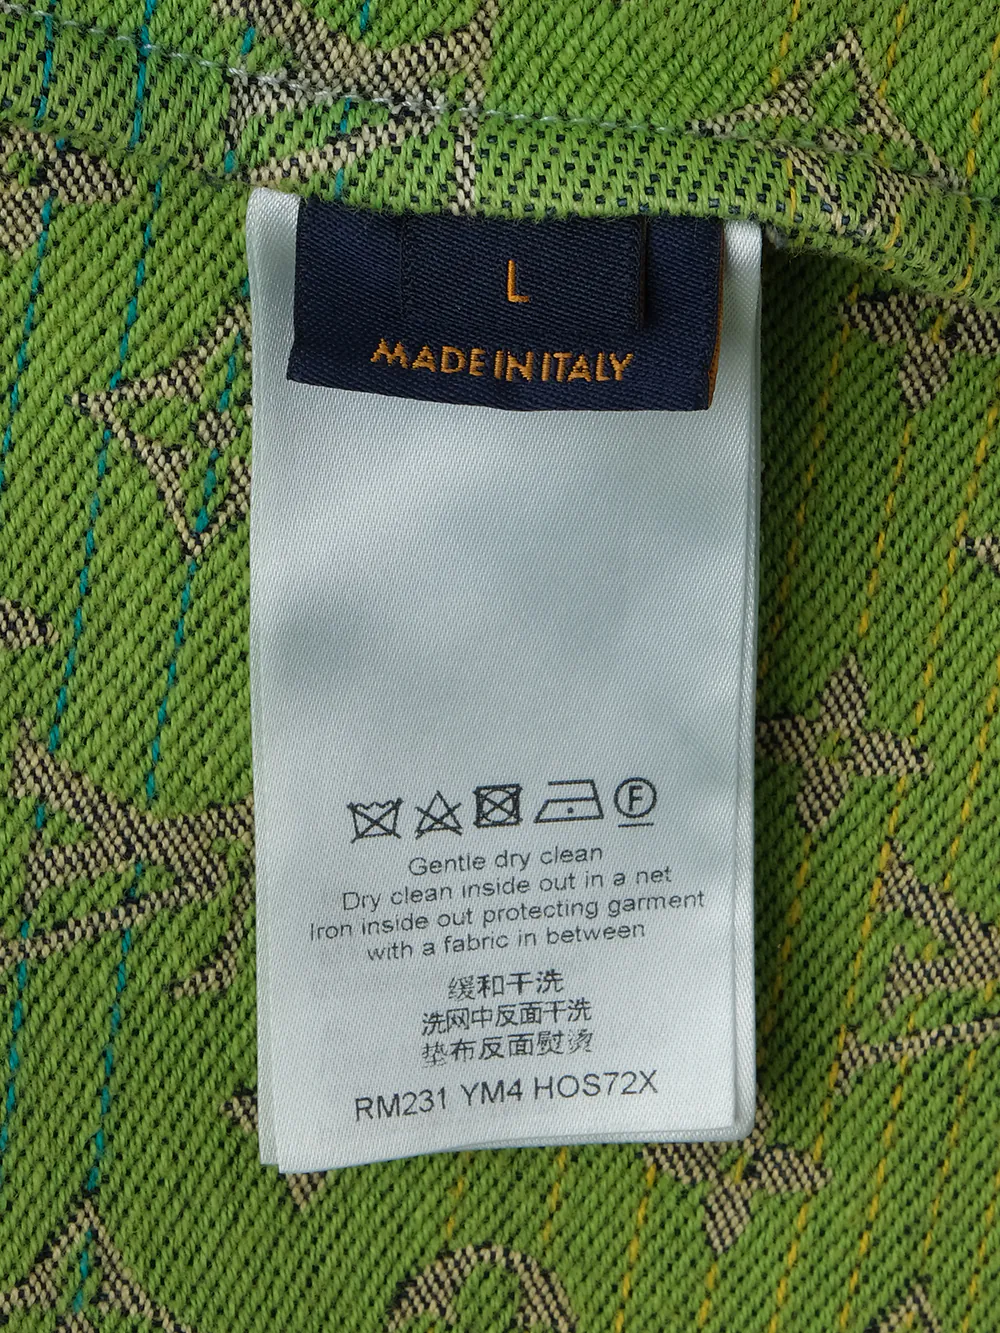 L
MADE IN ITALY
F
Gentle dry clean
Dry clean inside out in a net
Iron inside out protecting garment
with a fabric in between
缓和干洗
洗网中反面干洗
垫布反面熨烫
RM231 YM4 HOS72X